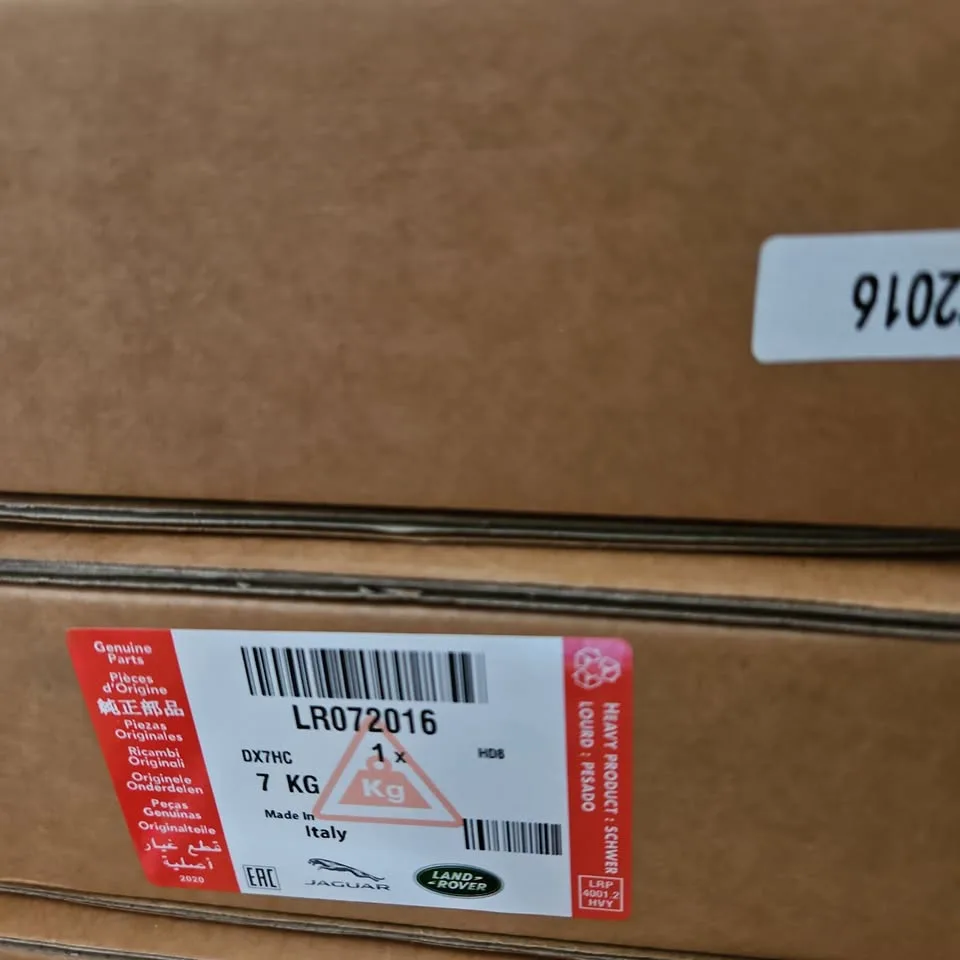 2016
Genuine
Parts
Pièces
d'Origine
純正部品
Piezas
Originales
Ricambi
Originali
Originele
Onderdelen
Peças
Genuínas
Originalteile
قطع غيار
أصلية
2020
LR072016
DX7HC
1 x
HD8
7 KG
Kg
Made In
Italy
EAC
JAGUAR
LAND-
-ROVER
HEAVY PRODUCT : SCHWER
LOURD : PESADO
LRP
4001.2
HVY